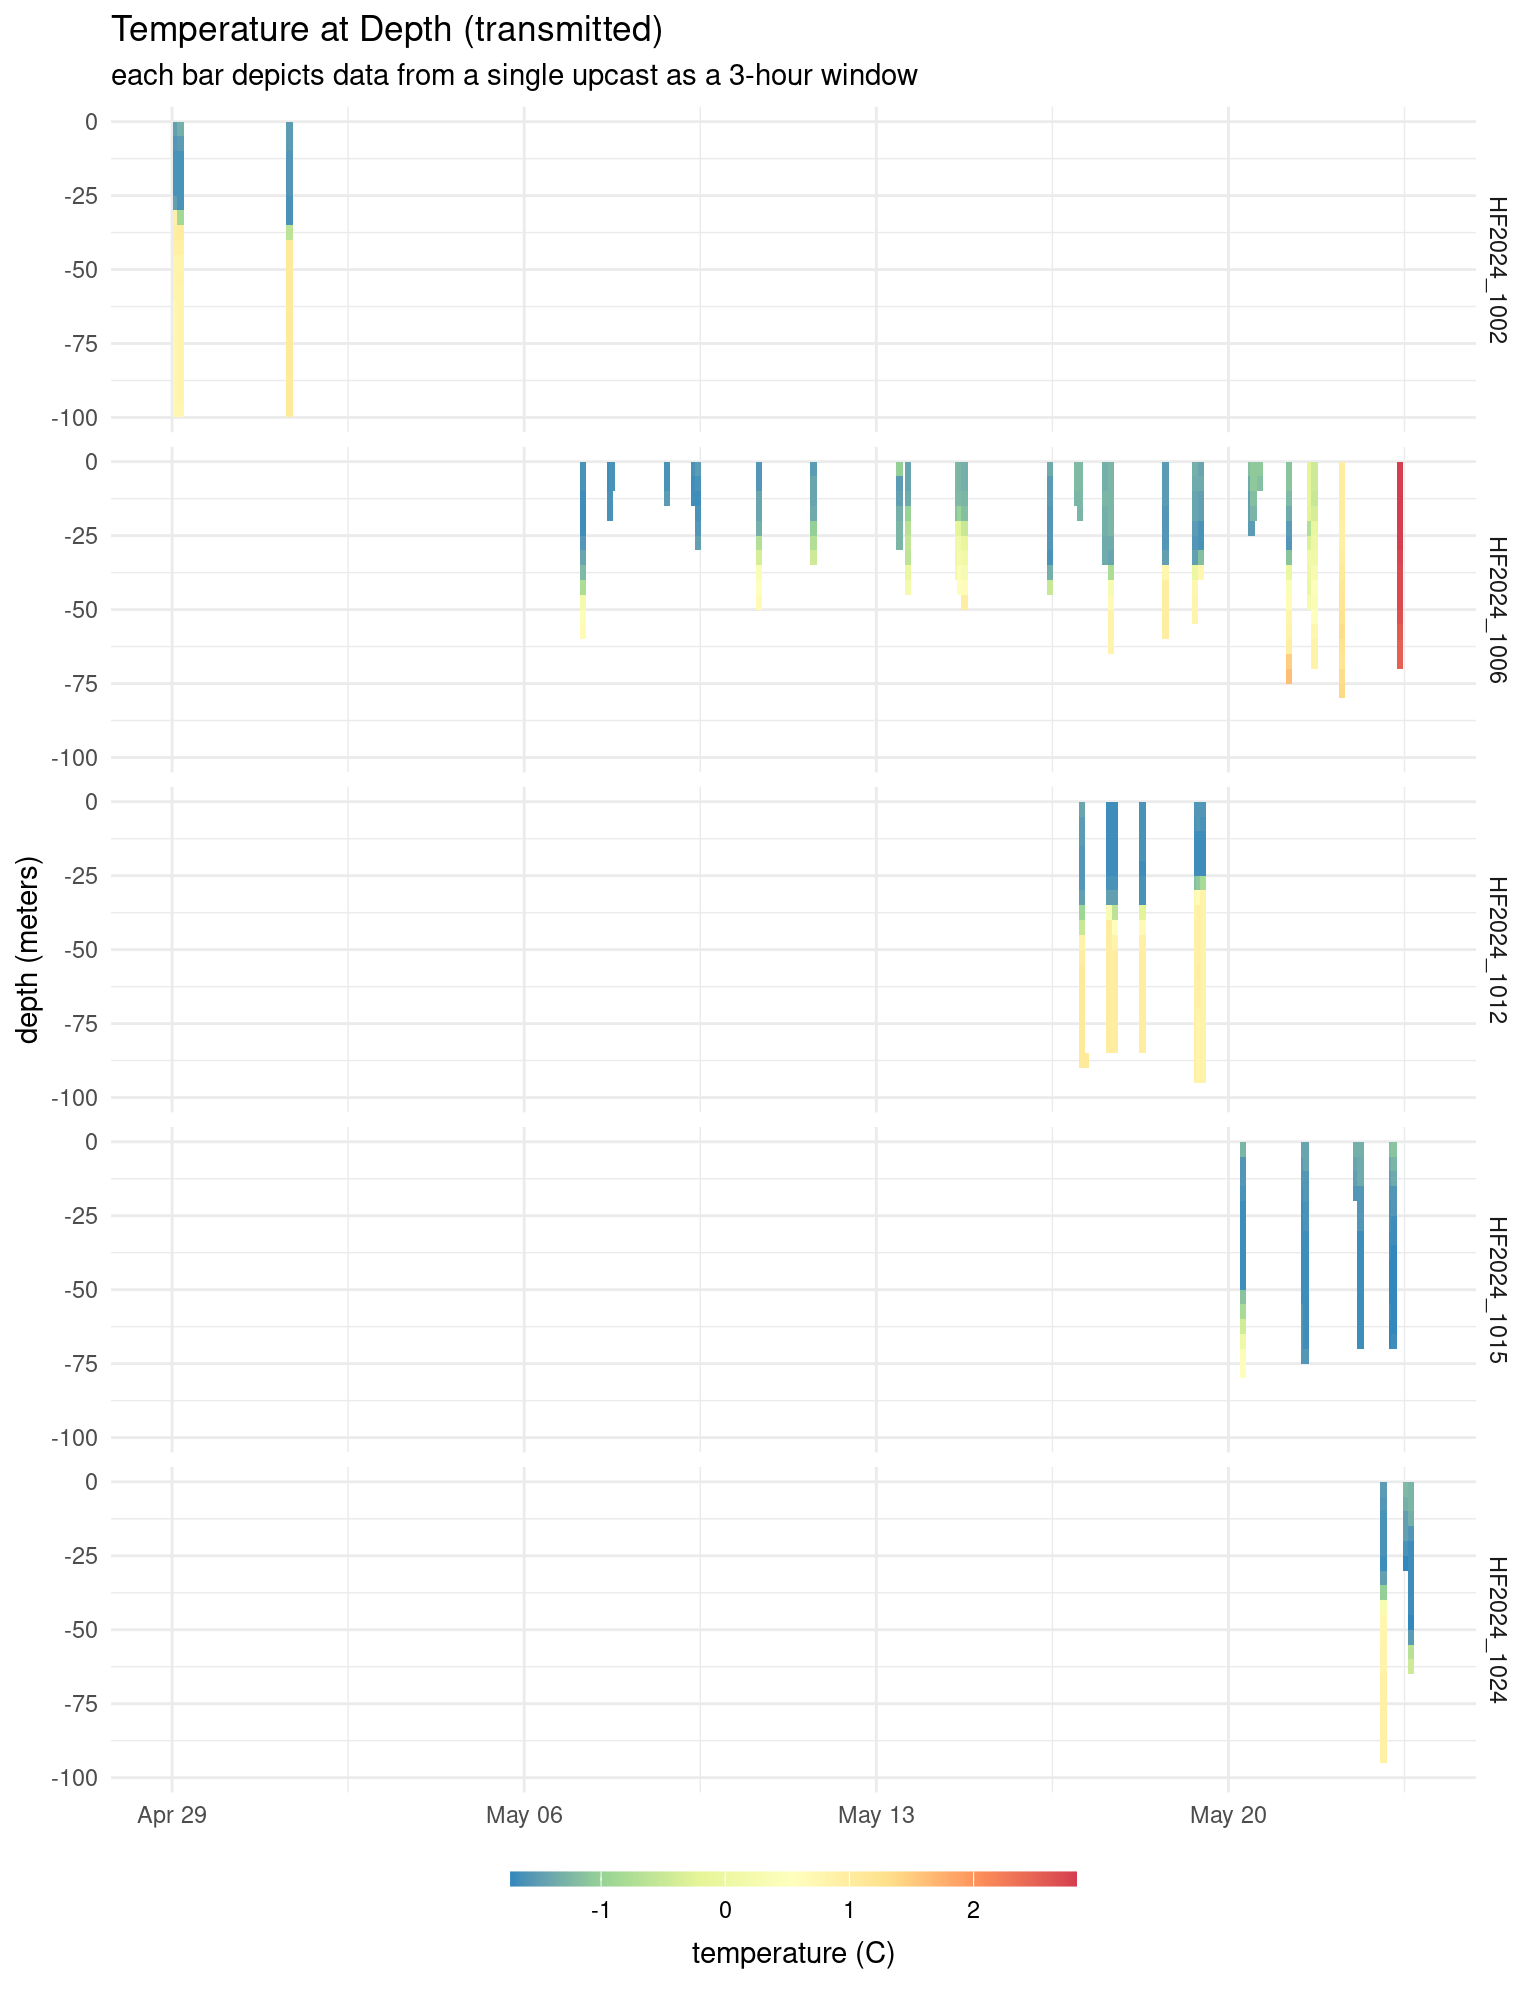 Temperature at Depth (transmitted)
each bar depicts data from a single upcast as a 3-hour window
0
-25
-50
-75
-100
HF2024_1002
0
-25
-50
-75
-100
HF2024_1006
depth (meters)
0
-25
-50
-75
-100
HF2024_1012
0
-25
-50
-75
-100
HF2024_1015
0
-25
-50
-75
-100
HF2024_1024
Apr 29 May 06 May 13 May 20
-1 0 1 2
temperature (C)